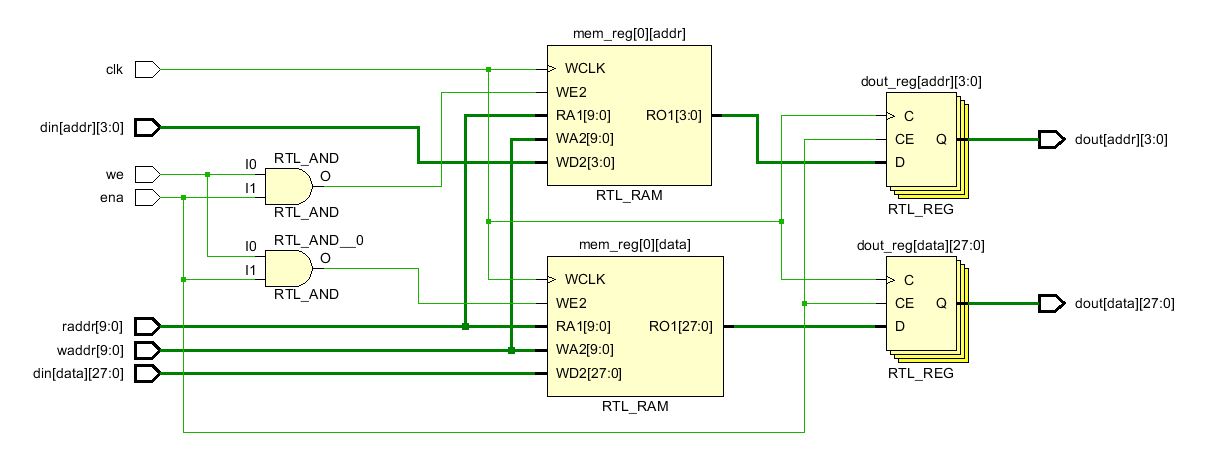 mem_reg[0][addr]
clk
WCLK
WE2
RA1[9:0]
RO1[3:0]
WA2[9:0]
WD2[3:0]
RTL_RAM
dout_reg[addr][3:0]
C
CE
Q
D
RTL_REG
dout[addr][3:0]
din[addr][3:0]
we
ena
RTL_AND
I0
I1
O
RTL_AND
RTL_AND__0
I0
I1
O
RTL_AND
mem_reg[0][data]
WCLK
WE2
RA1[9:0]
RO1[27:0]
WA2[9:0]
WD2[27:0]
RTL_RAM
dout_reg[data][27:0]
C
CE
Q
D
RTL_REG
dout[data][27:0]
raddr[9:0]
waddr[9:0]
din[data][27:0]